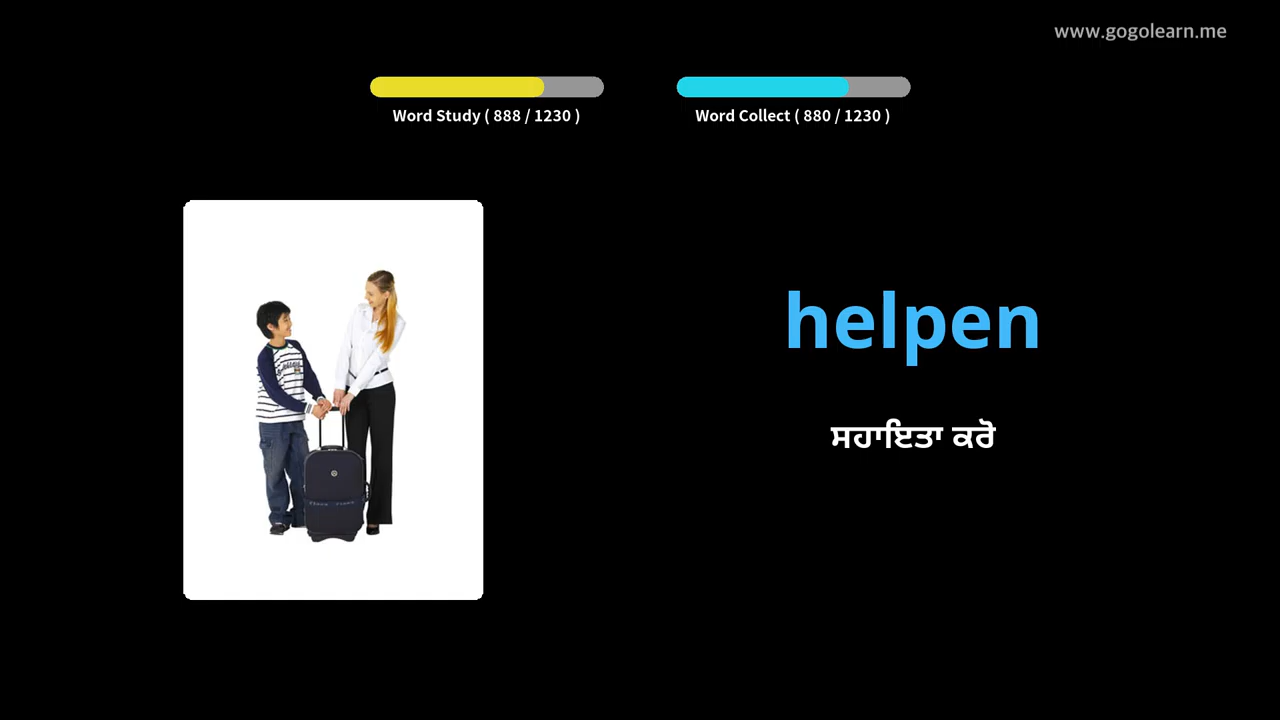 www.gogolearn.me
Word Study ( 888 / 1230 )
Word Collect ( 880 / 1230 )
helpen
ਸਹਾਇਤਾ ਕਰੋ